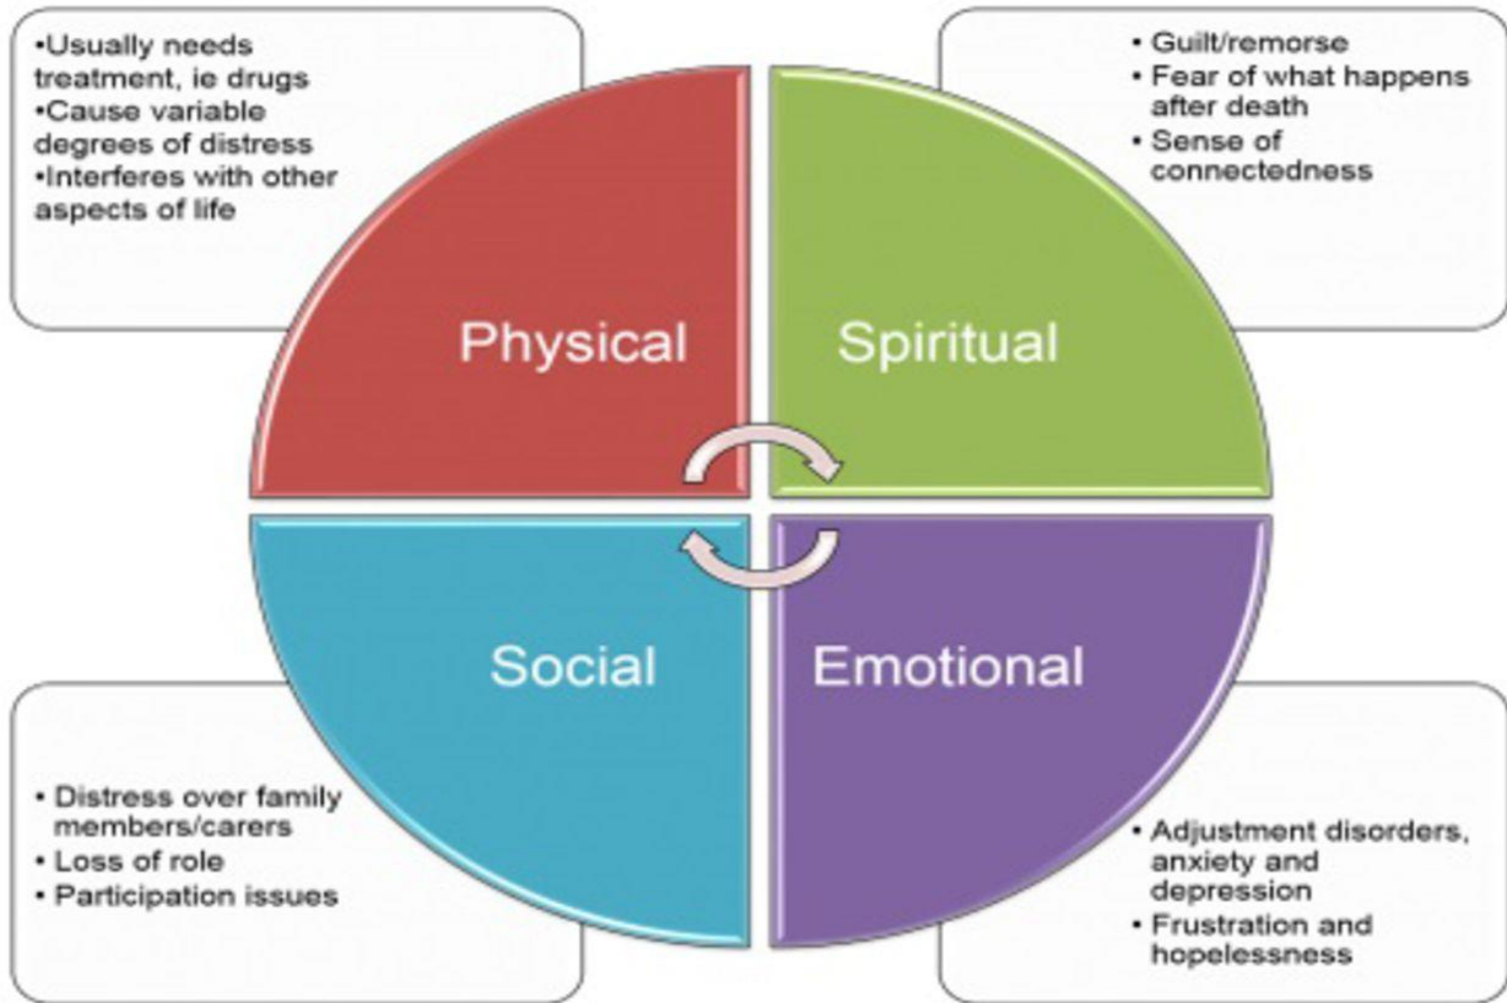 •Usually needs
treatment, ie drugs
•Cause variable
degrees of distress
•Interferes with other
aspects of life
• Guilt/remorse
• Fear of what happens
after death
• Sense of
connectedness
Physical
Spiritual
Social
Emotional
• Distress over family
members/carers
• Loss of role
• Participation issues
• Adjustment disorders,
anxiety and
depression
• Frustration and
hopelessness